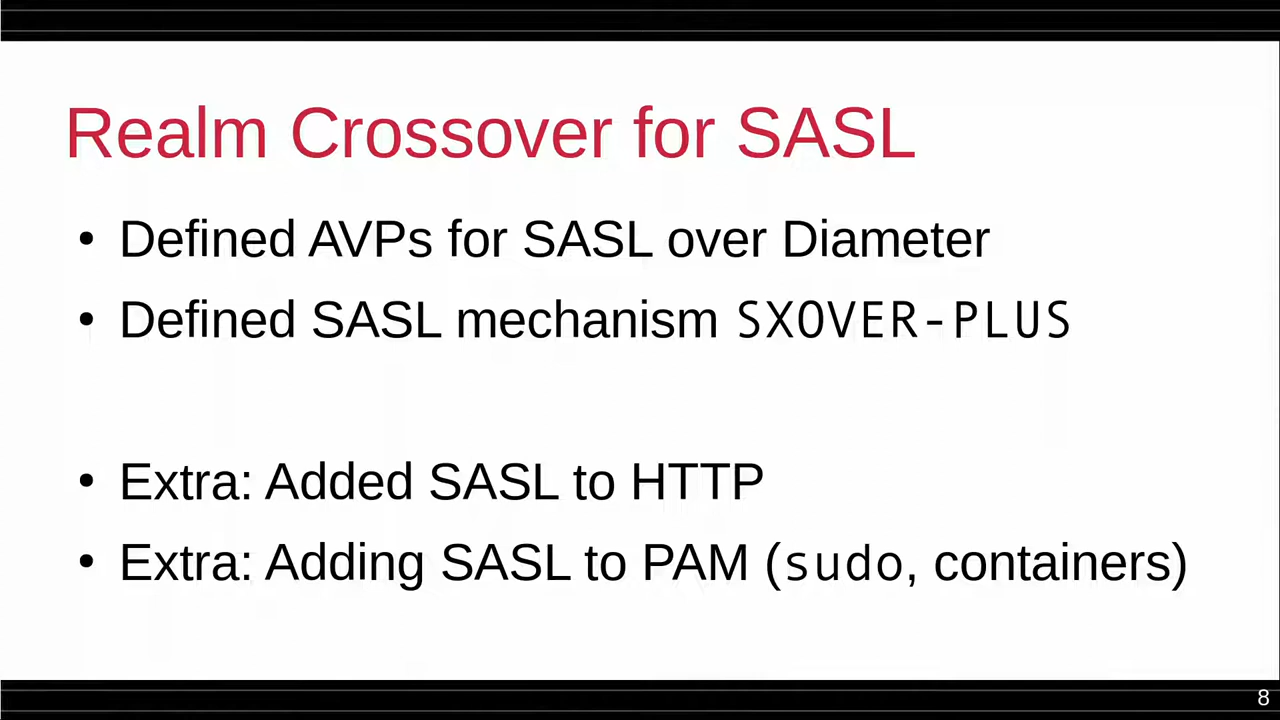 Realm Crossover for SASL
• Defined AVPs for SASL over Diameter
• Defined SASL mechanism SXOVER-PLUS
• Extra: Added SASL to HTTP
• Extra: Adding SASL to PAM (sudo, containers)
8